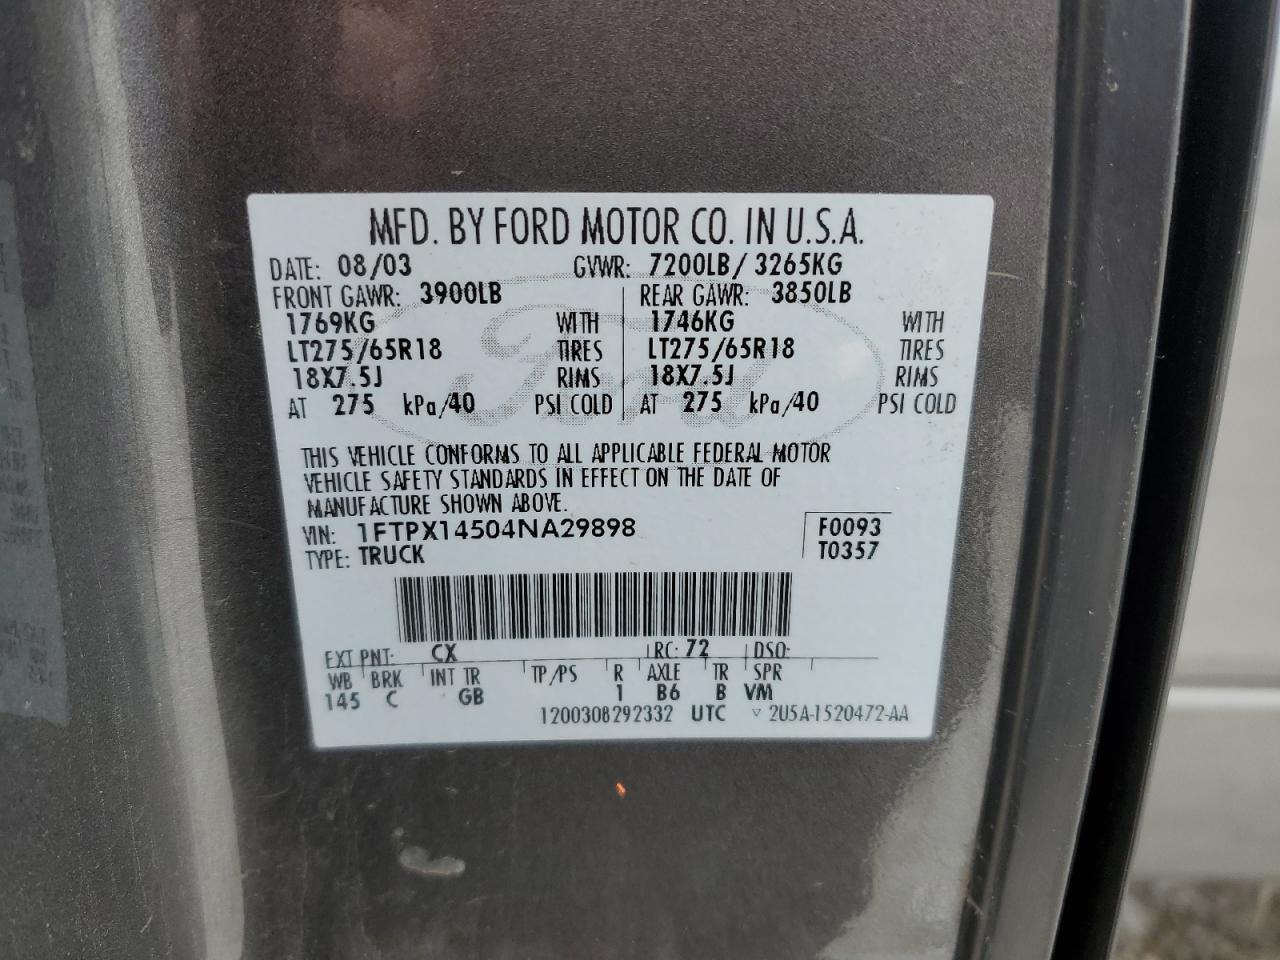 MFD. BY FORD MOTOR CO. IN U.S.A.
DATE: 08/03 GVWR: 7200LB/ 3265KG
FRONT GAWR: 3900LB REAR GAWR: 3850LB
1769KG WITH 1746KG WITH
LT275/65R18 TIRES LT275/65R18 TIRES
18X7.5J RIMS 18X7.5J RIMS
AT 275 kPa/40 PSI COLD AT 275 kPa/40 PSI COLD
Ford
THIS VEHICLE CONFORMS TO ALL APPLICABLE FEDERAL MOTOR
VEHICLE SAFETY STANDARDS IN EFFECT ON THE DATE OF
MANUFACTURE SHOWN ABOVE.
VIN: 1FTPX14504NA29898 F0093
TYPE: TRUCK T0357
EXT PNT: CX RC: 72 DSO:
WB BRK INT TR TP/PS R AXLE TR SPR
145 C GB 1 B6 B VM
1200308292332 UTC ▽ 2U5A-1520472-AA